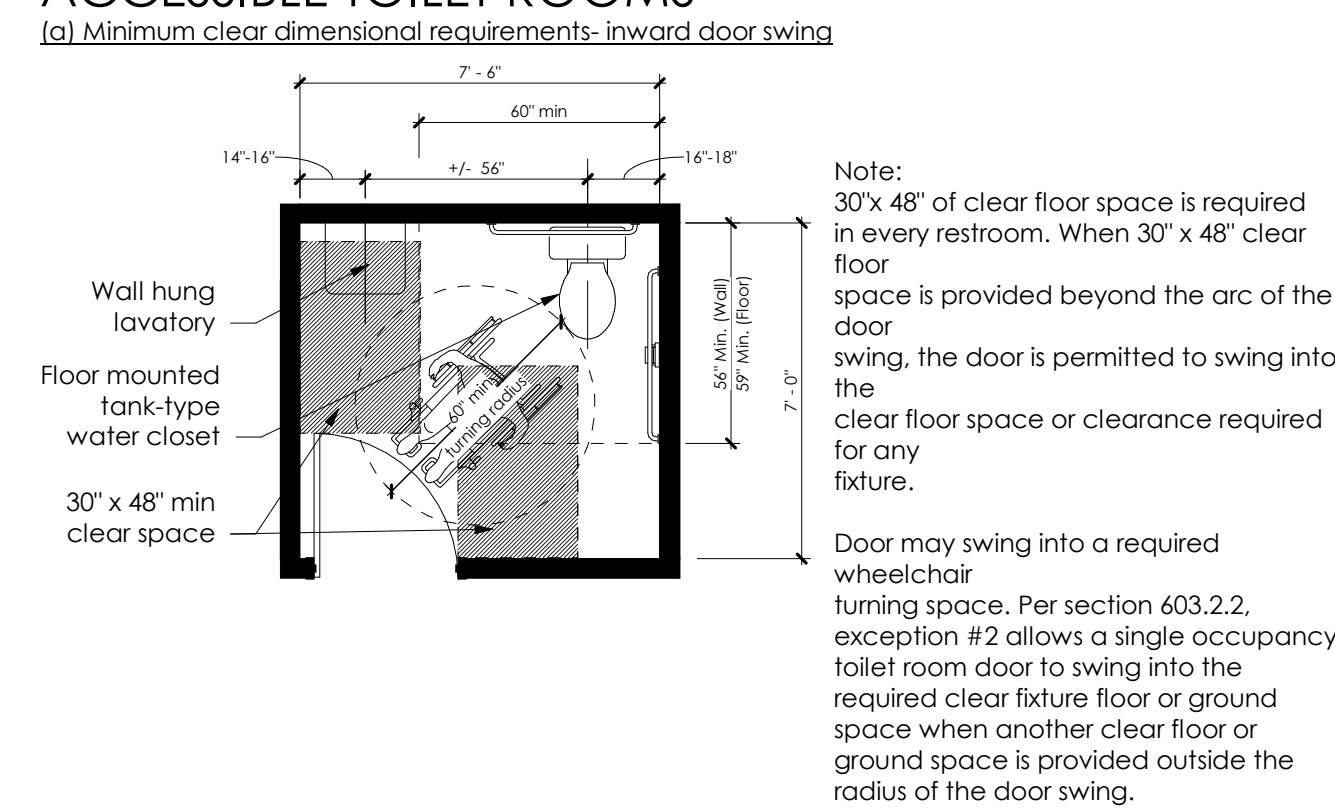 ACCESSIBLE TOILET ROOMS
(a) Minimum clear dimensional requirements- inward door swing
7' - 6"
60" min
14"-16"
+/- 56"
16"-18"
Wall hung
lavatory
Floor mounted
tank-type
water closet
30" x 48" min
clear space
60" min
turning radius
56" Min. (Wall)
59" Min. (Floor)
7' - 0"
Note:
30"x 48" of clear floor space is required
in every restroom. When 30" x 48" clear
floor
space is provided beyond the arc of the
door
swing, the door is permitted to swing into
the
clear floor space or clearance required
for any
fixture.
Door may swing into a required
wheelchair
turning space. Per section 603.2.2,
exception #2 allows a single occupancy
toilet room door to swing into the
required clear fixture floor or ground
space when another clear floor or
ground space is provided outside the
radius of the door swing.